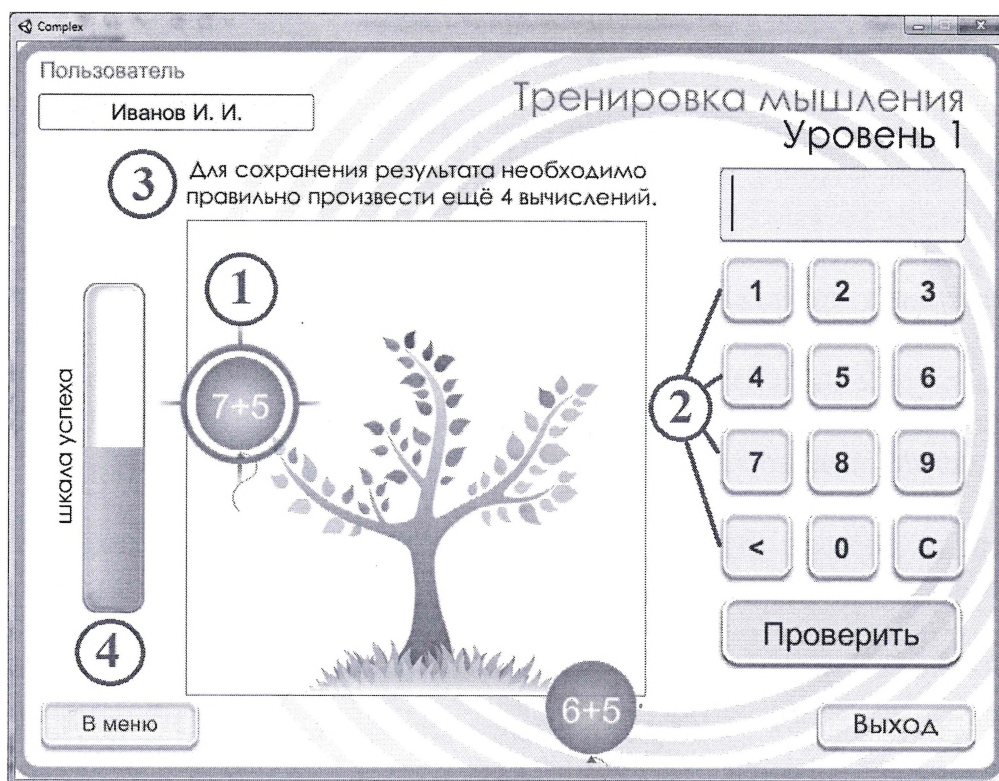 Complex
Пользователь
Иванов И. И.
Тренировка мышления
Уровень 1
3
Для сохранения результата необходимо
правильно произвести ещё 4 вычислений.
1
7+5
шкала успеха
4
2
1 2 3
4 5 6
7 8 9
< 0 C
Проверить
6+5
В меню
Выход